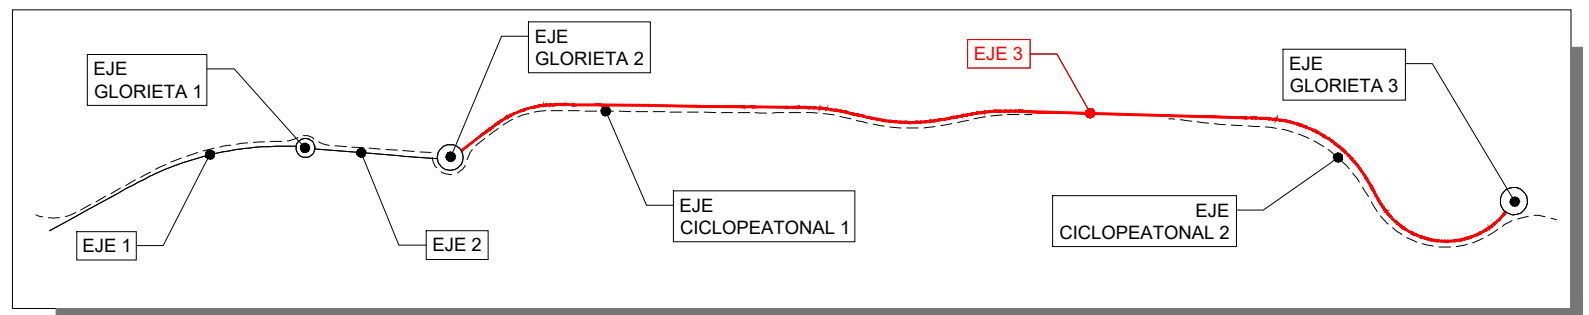 EJE
GLORIETA 1
EJE
GLORIETA 2
EJE 3
EJE
GLORIETA 3
EJE 1
EJE 2
EJE
CICLOPEATONAL 1
EJE
CICLOPEATONAL 2